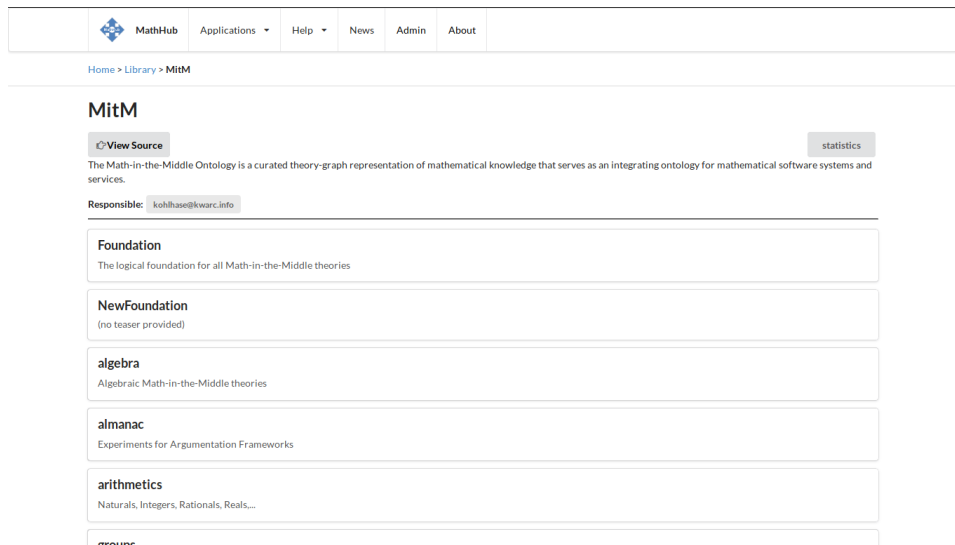 MathHub Applications Help News Admin About
Home > Library > MitM
MitM
View Source statistics
The Math-in-the-Middle Ontology is a curated theory-graph representation of mathematical knowledge that serves as an integrating ontology for mathematical software systems and
services.
Responsible: kohlhase@kwarc.info
Foundation
The logical foundation for all Math-in-the-Middle theories
NewFoundation
(no teaser provided)
algebra
Algebraic Math-in-the-Middle theories
almanac
Experiments for Argumentation Frameworks
arithmetics
Naturals, Integers, Rationals, Reals,...
groups